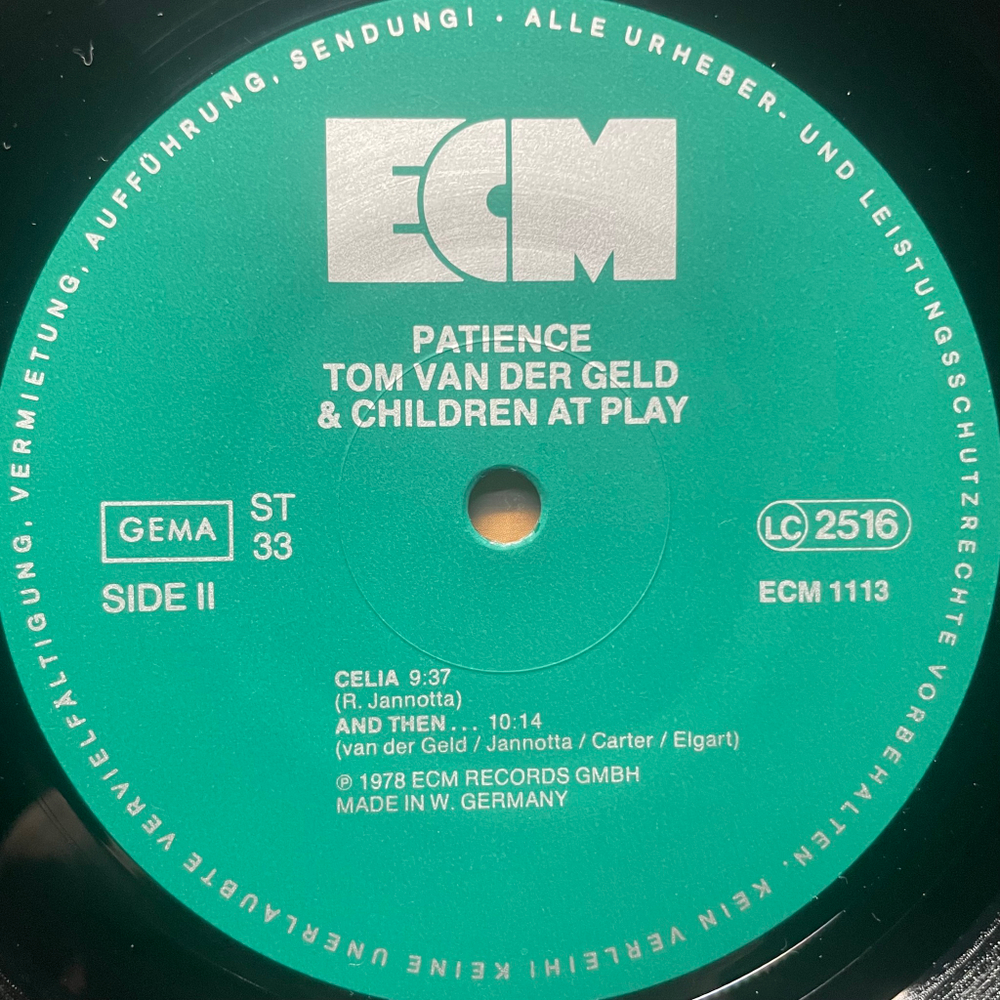 ALLE URHEBER- UND LEISTUNGSSCHUTZRECHTE VORBEHALTEN, KEIN VERLEIH! KEINE UNERLAUBTE VERVIELFÄLTIGUNG, VERMIETUNG, AUFFÜHRUNG, SENDUNG! •
ECM
PATIENCE
TOM VAN DER GELD
& CHILDREN AT PLAY
GEMA
ST
33
SIDE II
LC 2516
ECM 1113
CELIA 9:37
(R. Jannotta)
AND THEN... 10:14
(van der Geld / Jannotta / Carter / Elgart)
℗ 1978 ECM RECORDS GMBH
MADE IN W. GERMANY